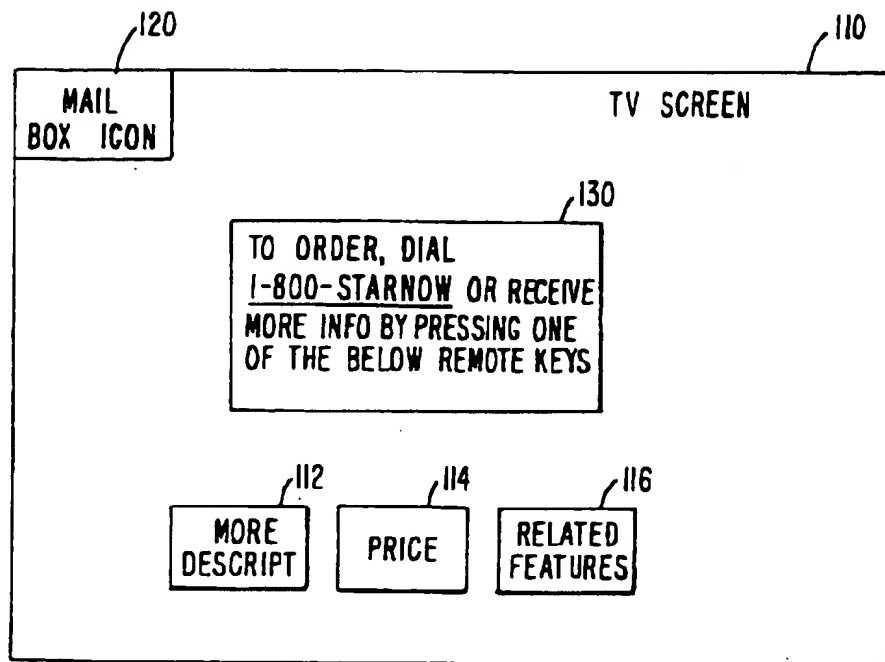 120
110
MAIL
BOX ICON
TV SCREEN
130
TO ORDER, DIAL
1-800-STARNOW OR RECEIVE
MORE INFO BY PRESSING ONE
OF THE BELOW REMOTE KEYS
112
114
116
MORE
DESCRIPT
PRICE
RELATED
FEATURES